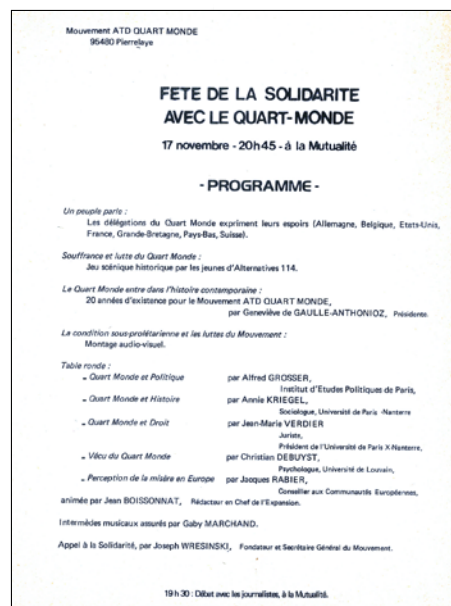 Mouvement ATD QUART MONDE
95480 Pierrelaye
FETE DE LA SOLIDARITE
AVEC LE QUART-MONDE
17 novembre - 20h45 - á la Mutualité
- PROGRAMME -
Un peuple parle :
Les délégations du Quart Monde expriment leurs espoirs (Allemagne, Belgique, Etats-Unis,
France, Grande-Bretagne, Pays-Bas, Suisse).
Souffrance et lutte du Quart Monde :
Jeu scénique historique par les jeunes d'Alternatives 114.
Le Quart Monde entre dans l'histoire contemporaine :
20 années d'existence pour le Mouvement ATD QUART MONDE,
par Geneviève de GAULLE-ANTHONIOZ, Présidente.
La condition sous-prolétarienne et les luttes du Mouvement :
Montage audio-visuel.
Table ronde :
- Quart Monde et Politique par Alfred GROSSER,
Institut d'Etudes Politiques de Paris,
- Quart Monde et Histoire par Annie KRIEGEL,
Sociologue, Université de Paris -Nanterre
- Quart Monde et Droit par Jean-Marie VERDIER
Juriste,
Président de l'Université de Paris X-Nanterre,
- Vécu du Quart Monde par Christian DEBUYST,
Psychologue, Université de Louvain,
- Perception de la misère en Europe par Jacques RABIER,
Conseiller aux Communautés Européennes,
animée par Jean BOISSONNAT, Rédacteur en Chef de l'Expansion.
Intermèdes musicaux assurés par Gaby MARCHAND.
Appel à la Solidarité, par Joseph WRESINSKI, Fondateur et Secrétaire Général du Mouvement.
19 h 30 : Débat avec les journalistes, à la Mutualité.